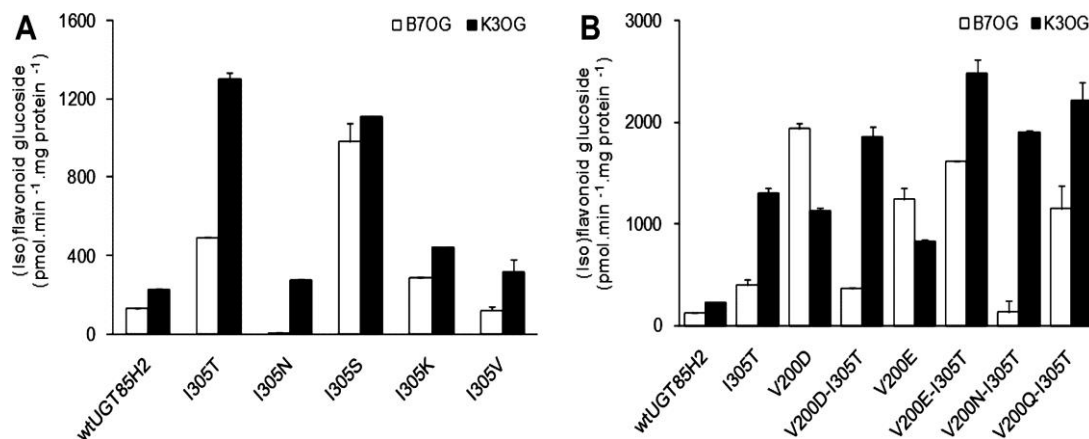 A
□ B7OG ■ K3OG
(Iso)flavonoid glucoside
(pmol.min -1.mg protein -1)
1600
1200
800
400
0
wtUGT85H2
I305T
I305N
I305S
I305K
I305V
B
□ B7OG ■ K3OG
(Iso)flavonoid glucoside
(pmol.min -1.mg protein -1)
3000
2000
1000
0
wtUGT85H2
I305T
V200D
V200D-I305T
V200E
V200E-I305T
V200N-I305T
V200Q-I305T